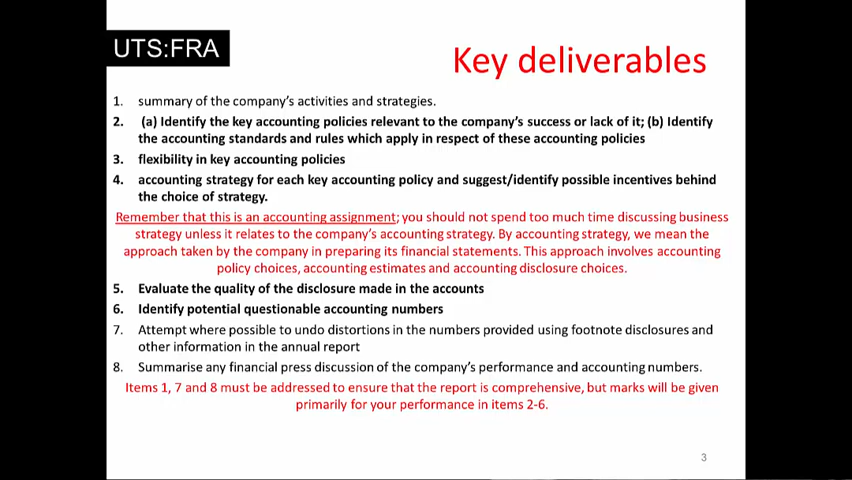 UTS:FRA
Key deliverables
1. summary of the company's activities and strategies.
2. (a) Identify the key accounting policies relevant to the company's success or lack of it; (b) Identify
the accounting standards and rules which apply in respect of these accounting policies
3. flexibility in key accounting policies
4. accounting strategy for each key accounting policy and suggest/identify possible incentives behind
the choice of strategy.
Remember that this is an accounting assignment; you should not spend too much time discussing business
strategy unless it relates to the company's accounting strategy. By accounting strategy, we mean the
approach taken by the company in preparing its financial statements. This approach involves accounting
policy choices, accounting estimates and accounting disclosure choices.
5. Evaluate the quality of the disclosure made in the accounts
6. Identify potential questionable accounting numbers
7. Attempt where possible to undo distortions in the numbers provided using footnote disclosures and
other information in the annual report
8. Summarise any financial press discussion of the company's performance and accounting numbers.
Items 1, 7 and 8 must be addressed to ensure that the report is comprehensive, but marks will be given
primarily for your performance in items 2-6.
3